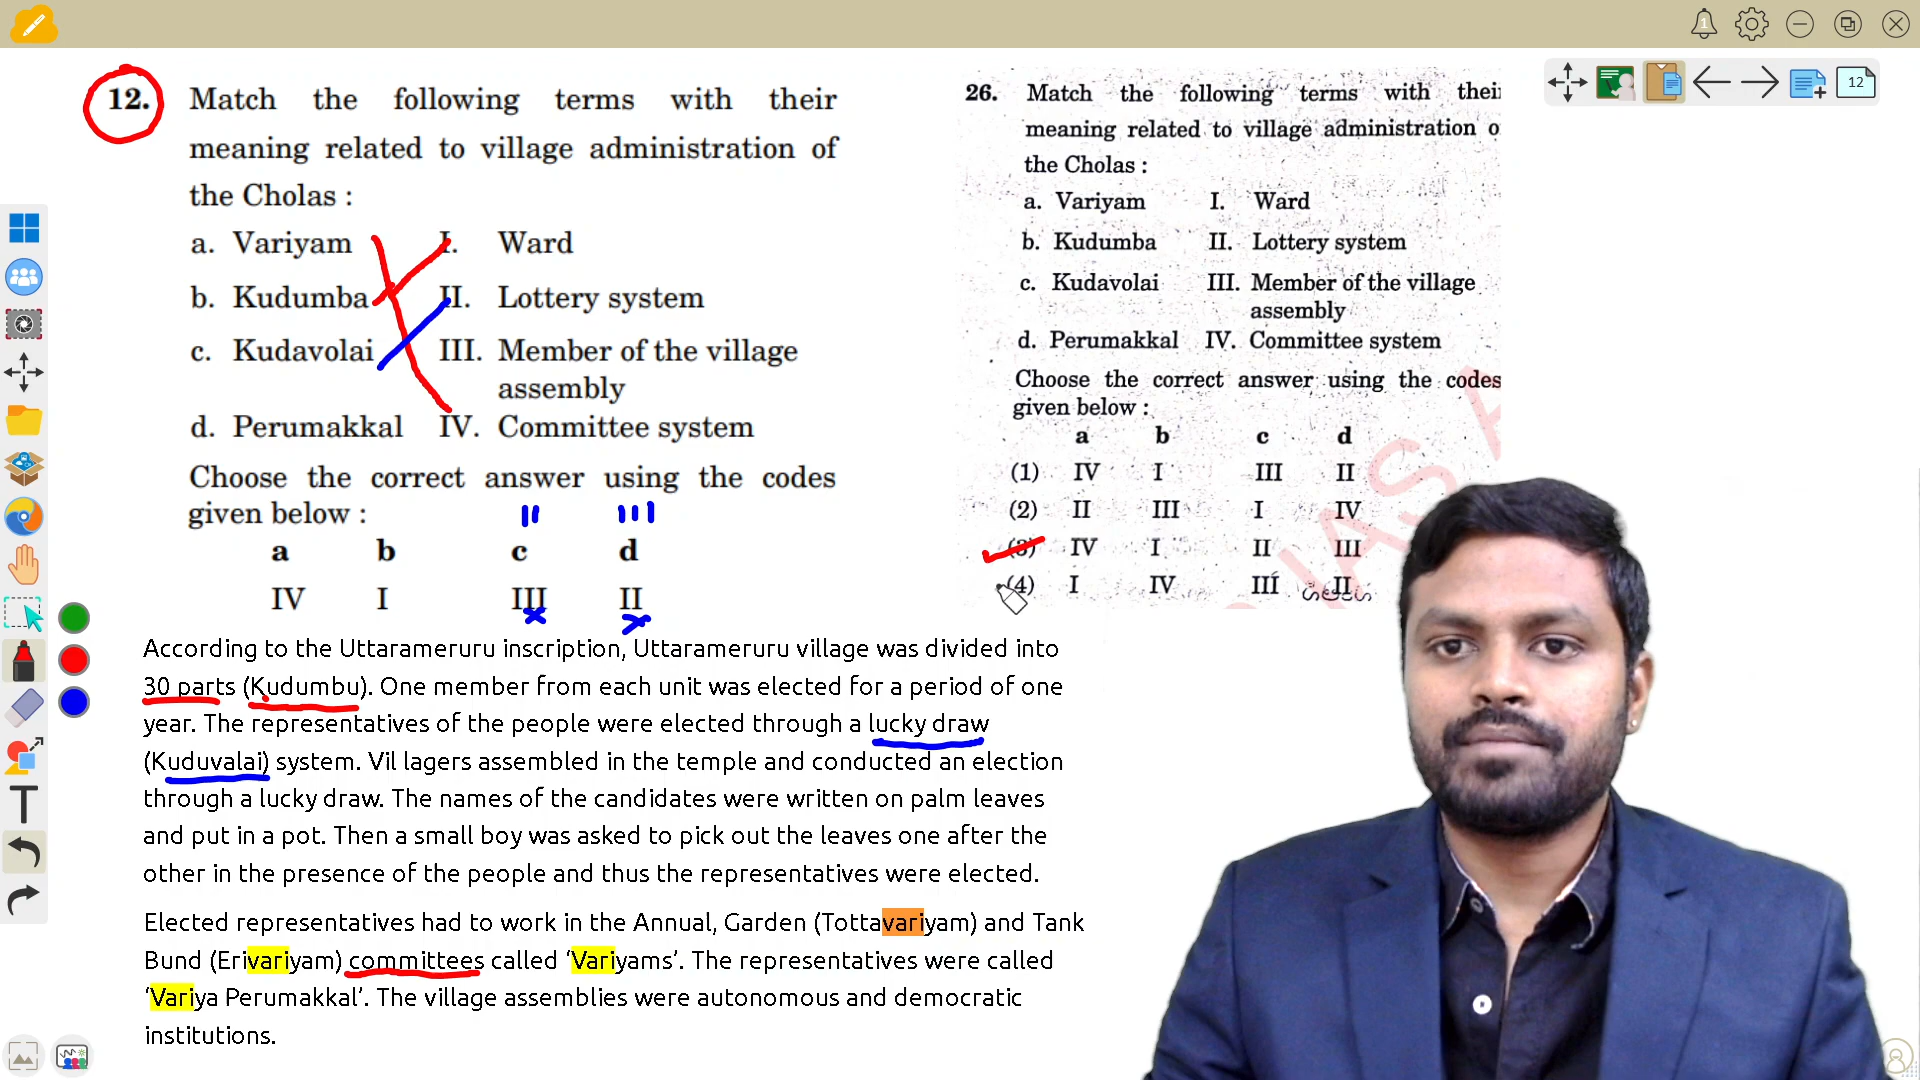 12. Match the following terms with their
meaning related to village administration of
the Cholas :
a. Variyam I. Ward
b. Kudumba II. Lottery system
c. Kudavolai III. Member of the village
assembly
d. Perumakkal IV. Committee system
Choose the correct answer using the codes
given below :
II III
a b c d
IV I III II
26. Match the following terms with thei
meaning related to village administration o
the Cholas :
a. Variyam I. Ward
b. Kudumba II. Lottery system
c. Kudavolai III. Member of the village
assembly
d. Perumakkal IV. Committee system
Choose the correct answer using the codes
given below :
a b c d
(1) IV I III II
(2) II III I IV
(3) IV I II III
(4) I IV III II
IAS A
According to the Uttarameruru inscription, Uttarameruru village was divided into
30 parts (Kudumbu). One member from each unit was elected for a period of one
year. The representatives of the people were elected through a lucky draw
(Kuduvalai) system. Vil lagers assembled in the temple and conducted an election
through a lucky draw. The names of the candidates were written on palm leaves
and put in a pot. Then a small boy was asked to pick out the leaves one after the
other in the presence of the people and thus the representatives were elected.
Elected representatives had to work in the Annual, Garden (Tottavariyam) and Tank
Bund (Erivariyam) committees called ‘Variyams’. The representatives were called
‘Variya Perumakkal’. The village assemblies were autonomous and democratic
institutions.
1
12